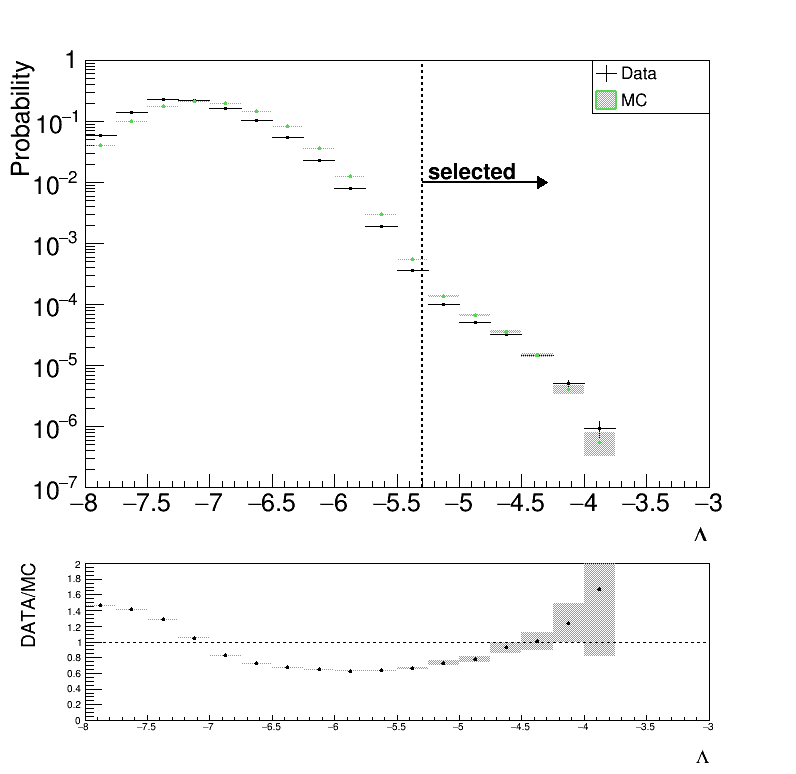 Probability
1
10⁻¹
10⁻²
10⁻³
10⁻⁴
10⁻⁵
10⁻⁶
10⁻⁷
Data
MC
selected
−8 −7.5 −7 −6.5 −6 −5.5 −5 −4.5 −4 −3.5 −3
Λ
DATA/MC
2
1.8
1.6
1.4
1.2
1
0.8
0.6
0.4
0.2
0
−8 −7.5 −7 −6.5 −6 −5.5 −5 −4.5 −4 −3.5 −3
Λ